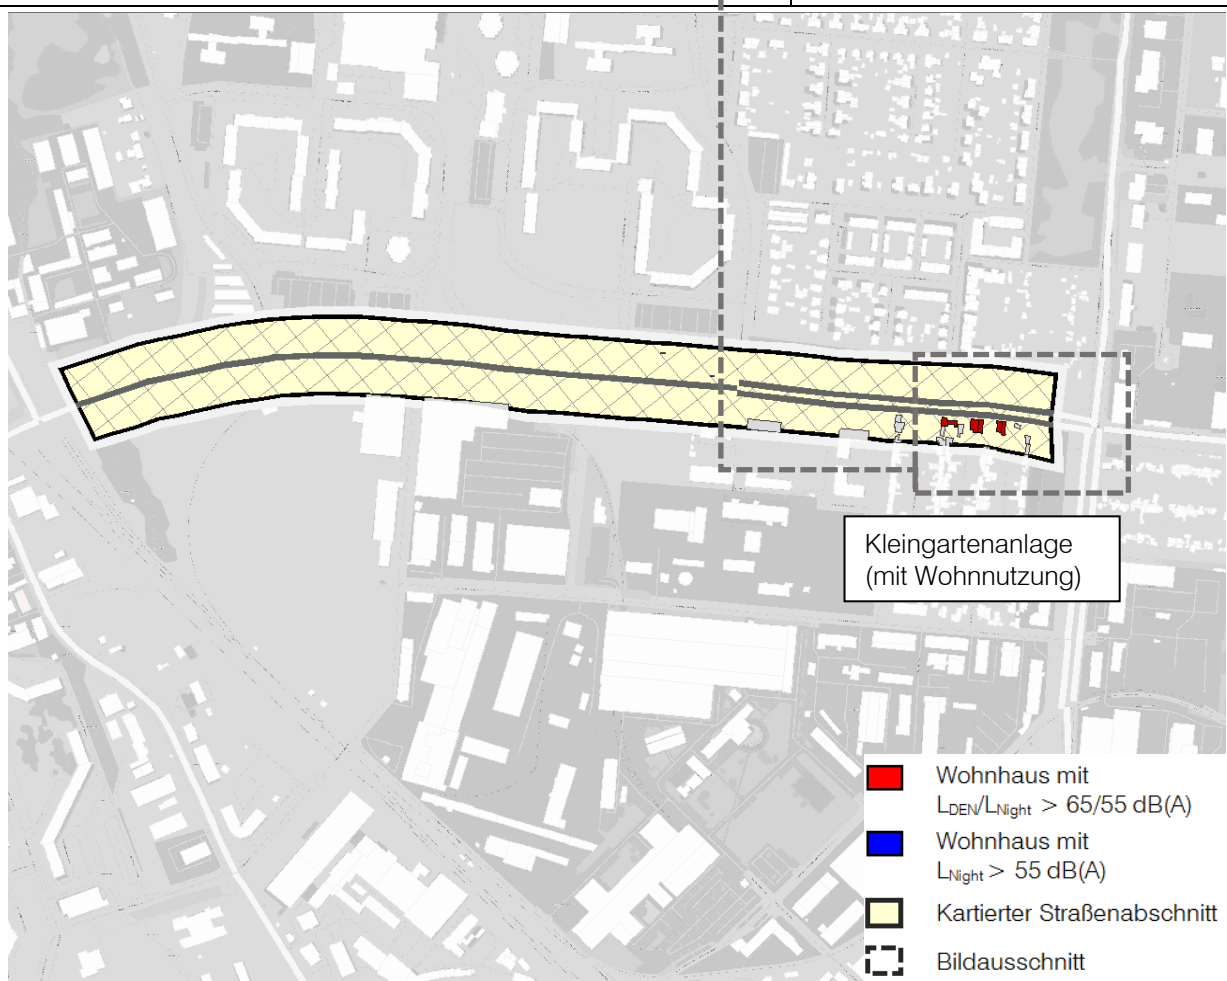 Kleingartenanlage
(mit Wohnnutzung)
Wohnhaus mit
LDEN/LNight > 65/55 dB(A)
Wohnhaus mit
LNight > 55 dB(A)
Kartierter Straßenabschnitt
Bildausschnitt